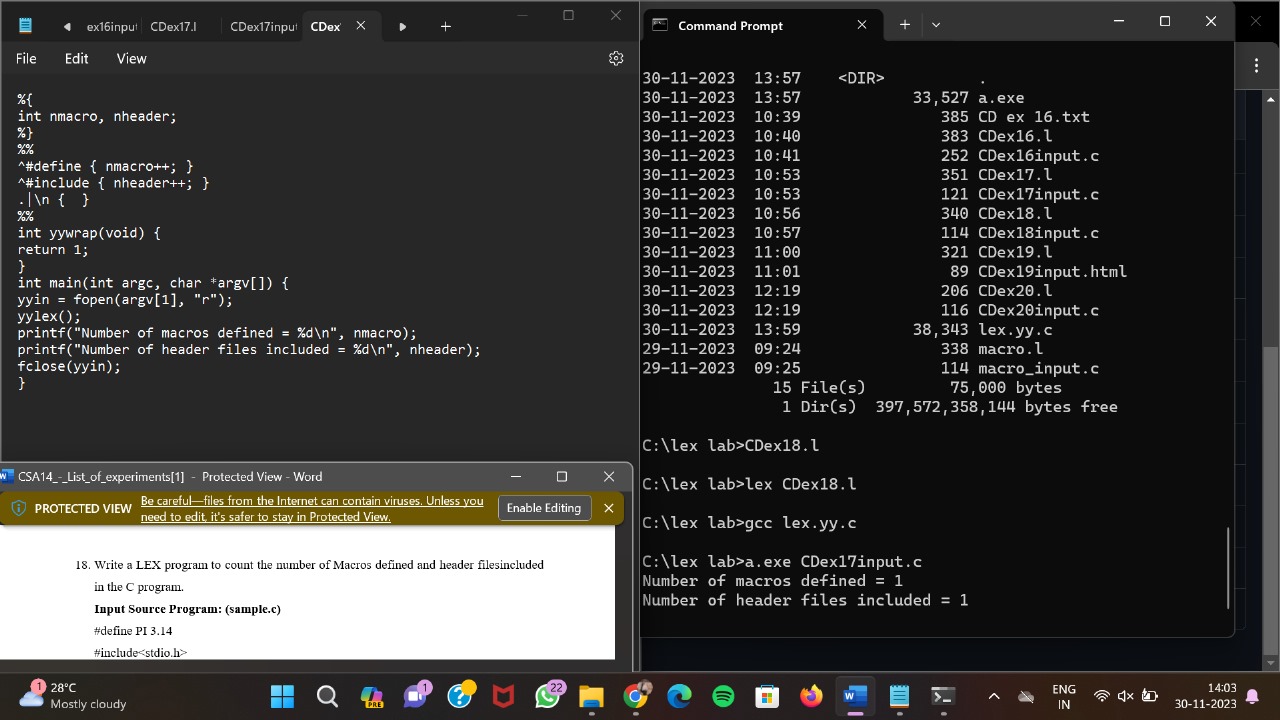 ex16input
CDex17.l
CDex17input
CDex
File
Edit
View
%{
int nmacro, nheader;
%}
%%
^#define { nmacro++; }
^#include { nheader++; }
.|\n {  }
%%
int yywrap(void) {
return 1;
}
int main(int argc, char *argv[]) {
yyin = fopen(argv[1], "r");
yylex();
printf("Number of macros defined = %d\n", nmacro);
printf("Number of header files included = %d\n", nheader);
fclose(yyin);
}
CSA14_-_List_of_experiments[1] - Protected View - Word
PROTECTED VIEW
Be careful—files from the Internet can contain viruses. Unless you
need to edit, it's safer to stay in Protected View.
Enable Editing
18. Write a LEX program to count the number of Macros defined and header filesincluded
in the C program.
Input Source Program: (sample.c)
#define PI 3.14
#include<stdio.h>
Command Prompt
30-11-2023  13:57    <DIR>          .
30-11-2023  13:57            33,527 a.exe
30-11-2023  10:39               385 CD ex 16.txt
30-11-2023  10:40               383 CDex16.l
30-11-2023  10:41               252 CDex16input.c
30-11-2023  10:53               351 CDex17.l
30-11-2023  10:53               121 CDex17input.c
30-11-2023  10:56               340 CDex18.l
30-11-2023  10:57               114 CDex18input.c
30-11-2023  11:00               321 CDex19.l
30-11-2023  11:01                89 CDex19input.html
30-11-2023  12:19               206 CDex20.l
30-11-2023  12:19               116 CDex20input.c
30-11-2023  13:59            38,343 lex.yy.c
29-11-2023  09:24               338 macro.l
29-11-2023  09:25               114 macro_input.c
15 File(s)         75,000 bytes
1 Dir(s)  397,572,358,144 bytes free
C:\lex lab>CDex18.l
C:\lex lab>lex CDex18.l
C:\lex lab>gcc lex.yy.c
C:\lex lab>a.exe CDex17input.c
Number of macros defined = 1
Number of header files included = 1
1
28°C
Mostly cloudy
PRE
1
22
ENG
IN
14:03
30-11-2023